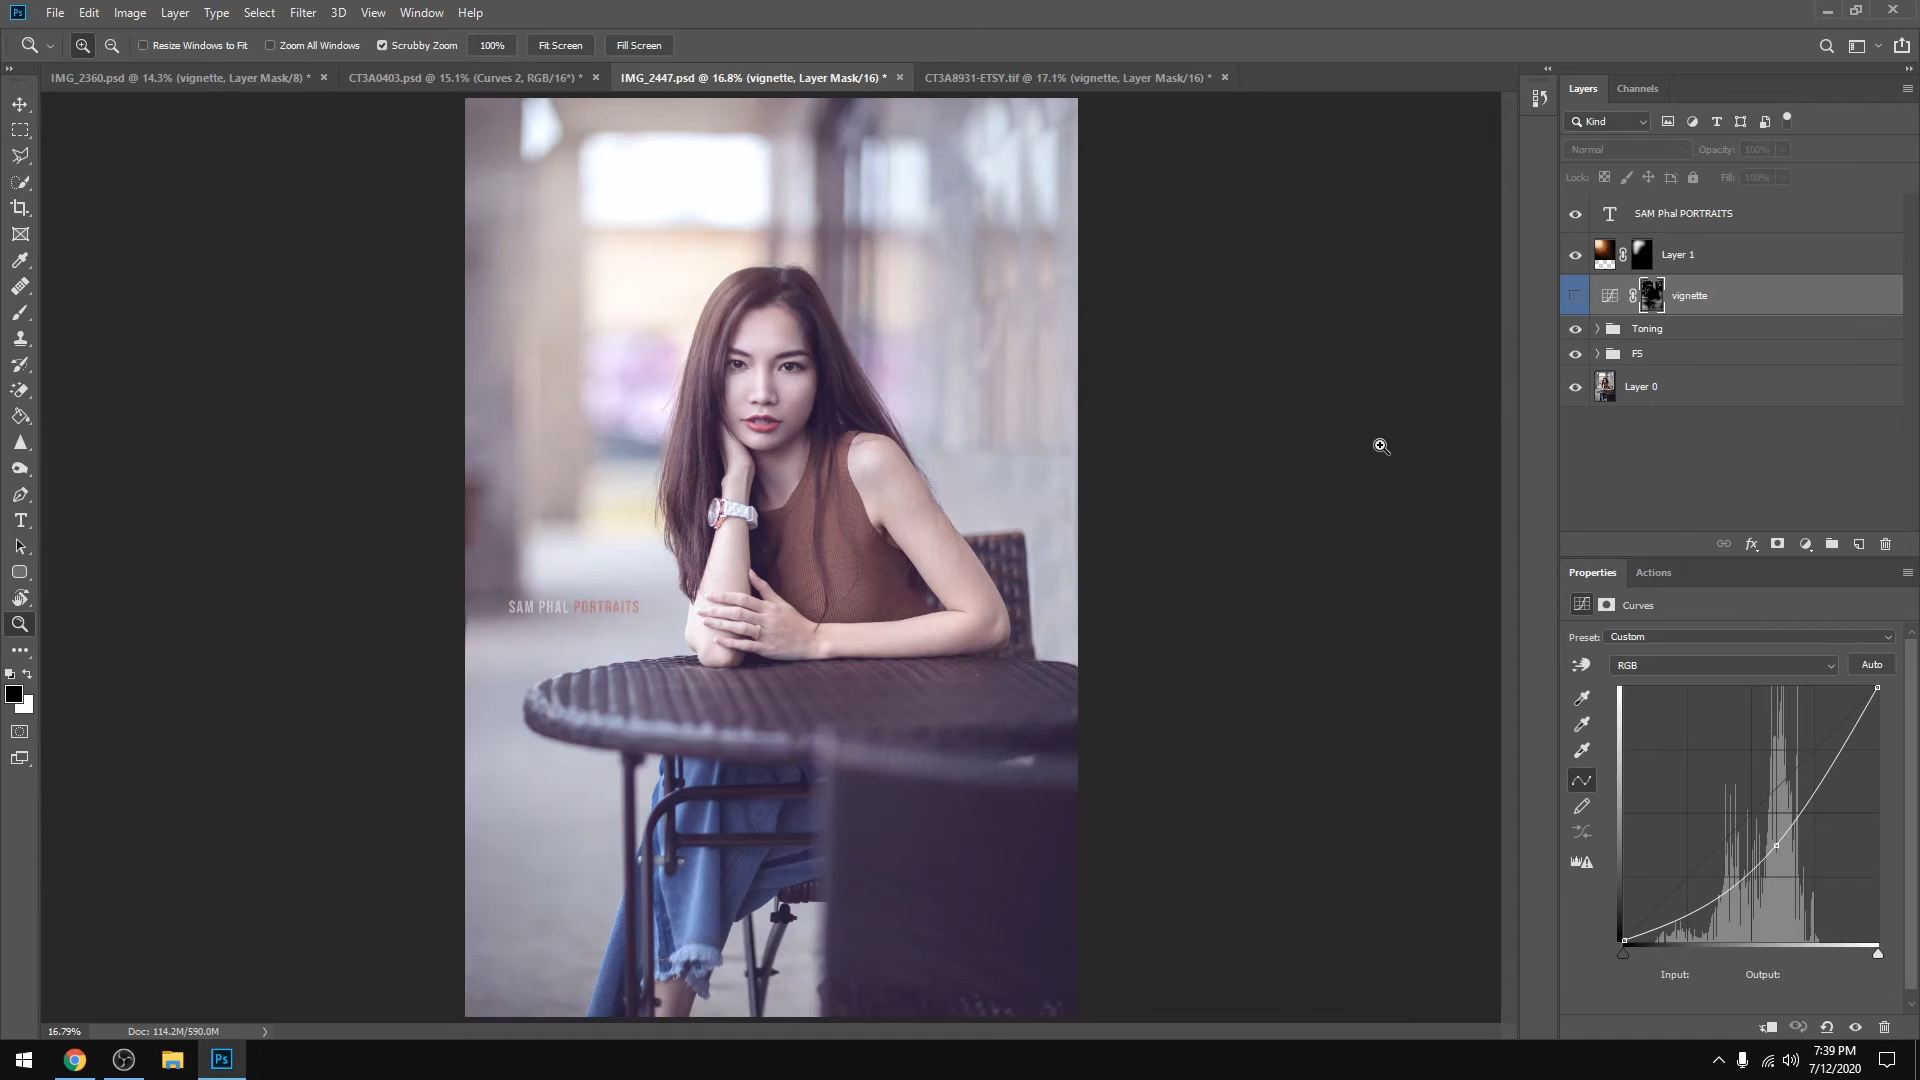 Ps File Edit Image Layer Type Select Filter 3D View Window Help
Resize Windows to Fit Zoom All Windows Scrubby Zoom 100% Fit Screen Fill Screen
IMG_2360.psd @ 14.3% (vignette, Layer Mask/8) * × CT3A0403.psd @ 15.1% (Curves 2, RGB/16*) * × IMG_2447.psd @ 16.8% (vignette, Layer Mask/16) * × CT3A8931-ETSY.tif @ 17.1% (vignette, Layer Mask/16) * ×
Layers Channels
Kind
Normal Opacity: 100%
Lock: Fill: 100%
SAM Phal PORTRAITS
Layer 1
vignette
Toning
FS
Layer 0
SAM PHAL PORTRAITS
Properties Actions
Curves
Preset: Custom
RGB Auto
Input: Output:
16.79% Doc: 114.2M/590.0M
Ps
7:39 PM
7/12/2020